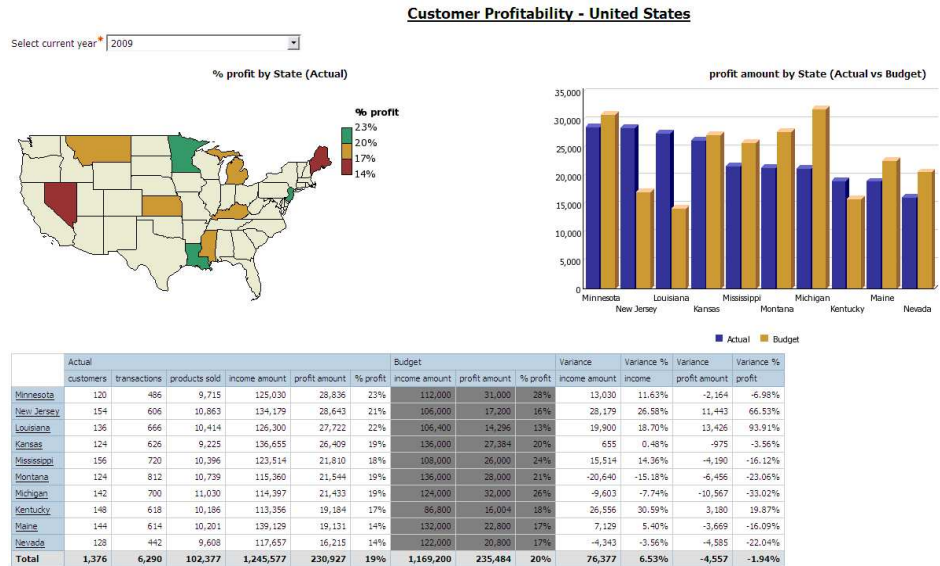 Customer Profitability - United States
Select current year* 2009
% profit by State (Actual)
% profit
23%
20%
17%
14%
profit amount by State (Actual vs Budget)
35,000
30,000
25,000
20,000
15,000
10,000
5,000
0
Minnesota Louisiana Mississippi Michigan Maine
New Jersey Kansas Montana Kentucky Nevada
Actual Budget
Actual Budget Variance Variance % Variance Variance %
customers transactions products sold income amount profit amount % profit income amount profit amount % profit income amount income profit amount profit
Minnesota 120 486 9,715 125,030 28,836 23% 112,000 31,000 28% 13,030 11.63% -2,164 -6.98%
New Jersey 154 606 10,863 134,179 28,643 21% 106,000 17,200 16% 28,179 26.58% 11,443 66.53%
Louisiana 136 666 10,414 126,300 27,722 22% 106,400 14,296 13% 19,900 18.70% 13,426 93.91%
Kansas 124 626 9,225 136,655 26,409 19% 136,000 27,384 20% 655 0.48% -975 -3.56%
Mississippi 156 720 10,396 123,514 21,810 18% 108,000 26,000 24% 15,514 14.36% -4,190 -16.12%
Montana 124 812 10,739 115,360 21,544 19% 136,000 28,000 21% -20,640 -15.18% -6,456 -23.06%
Michigan 142 700 11,030 114,397 21,433 19% 124,000 32,000 26% -9,603 -7.74% -10,567 -33.02%
Kentucky 148 618 10,186 113,356 19,184 17% 86,800 16,004 18% 26,556 30.59% 3,180 19.87%
Maine 144 614 10,201 139,129 19,131 14% 132,000 22,800 17% 7,129 5.40% -3,669 -16.09%
Nevada 128 442 9,608 117,657 16,215 14% 122,000 20,800 17% -4,343 -3.56% -4,585 -22.04%
Total 1,376 6,290 102,377 1,245,577 230,927 19% 1,169,200 235,484 20% 76,377 6.53% -4,557 -1.94%